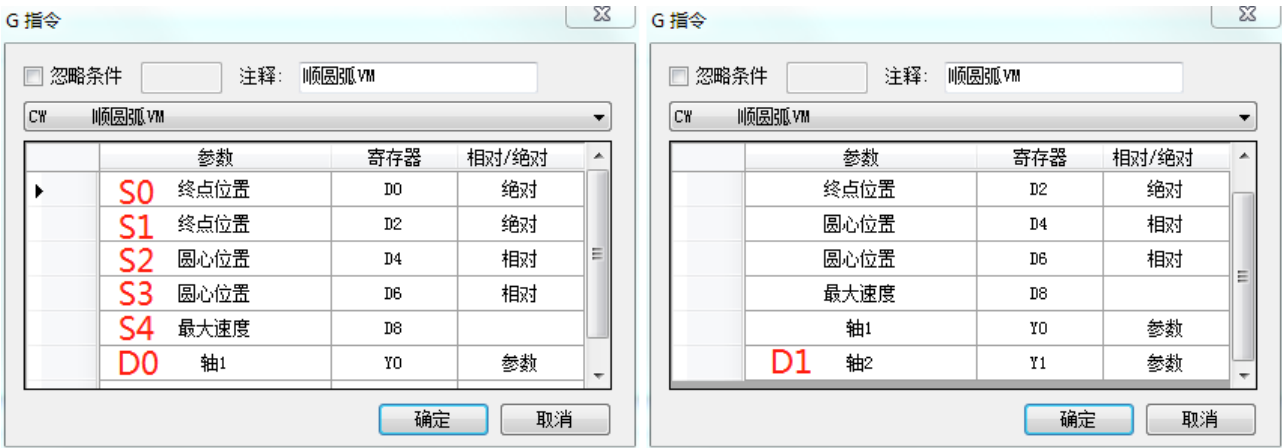 G 指令
忽略条件 注释: 顺圆弧VM
CW 顺圆弧VM
参数 寄存器 相对/绝对
S0 终点位置 D0 绝对
S1 终点位置 D2 绝对
S2 圆心位置 D4 相对
S3 圆心位置 D6 相对
S4 最大速度 D8
D0 轴1 Y0 参数
确定 取消
G 指令
忽略条件 注释: 顺圆弧VM
CW 顺圆弧VM
参数 寄存器 相对/绝对
终点位置 D2 绝对
圆心位置 D4 相对
圆心位置 D6 相对
最大速度 D8
轴1 Y0 参数
D1 轴2 Y1 参数
确定 取消